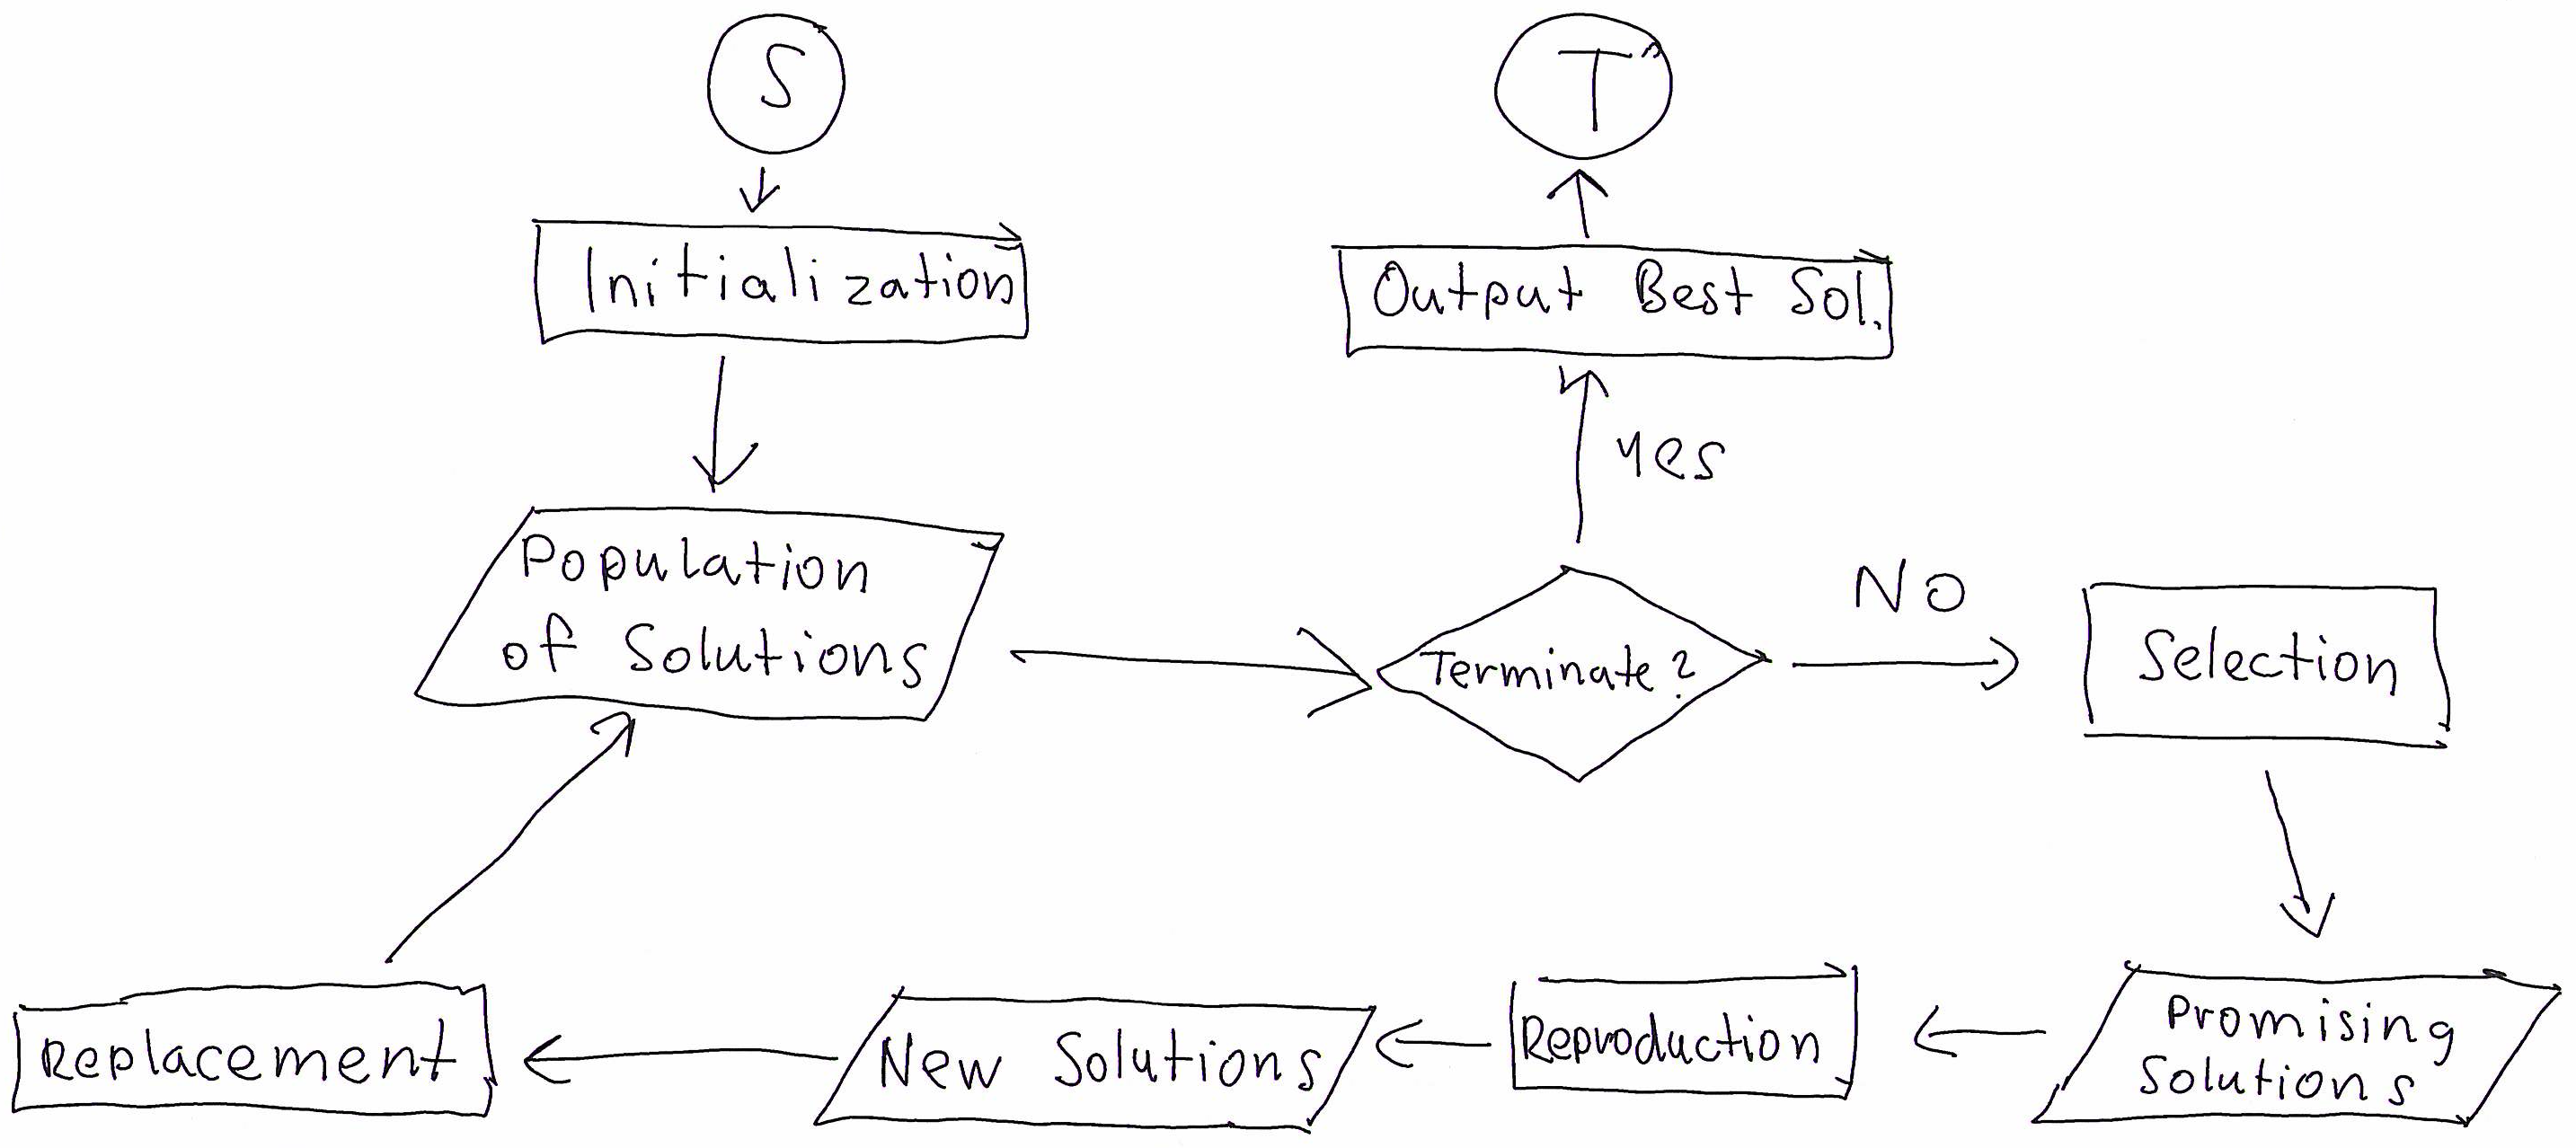 S
T
Initialization
Output Best Sol.
yes
Population
of Solutions
Terminate?
NO
Selection
Replacement
New Solutions
Reproduction
Promising
Solutions